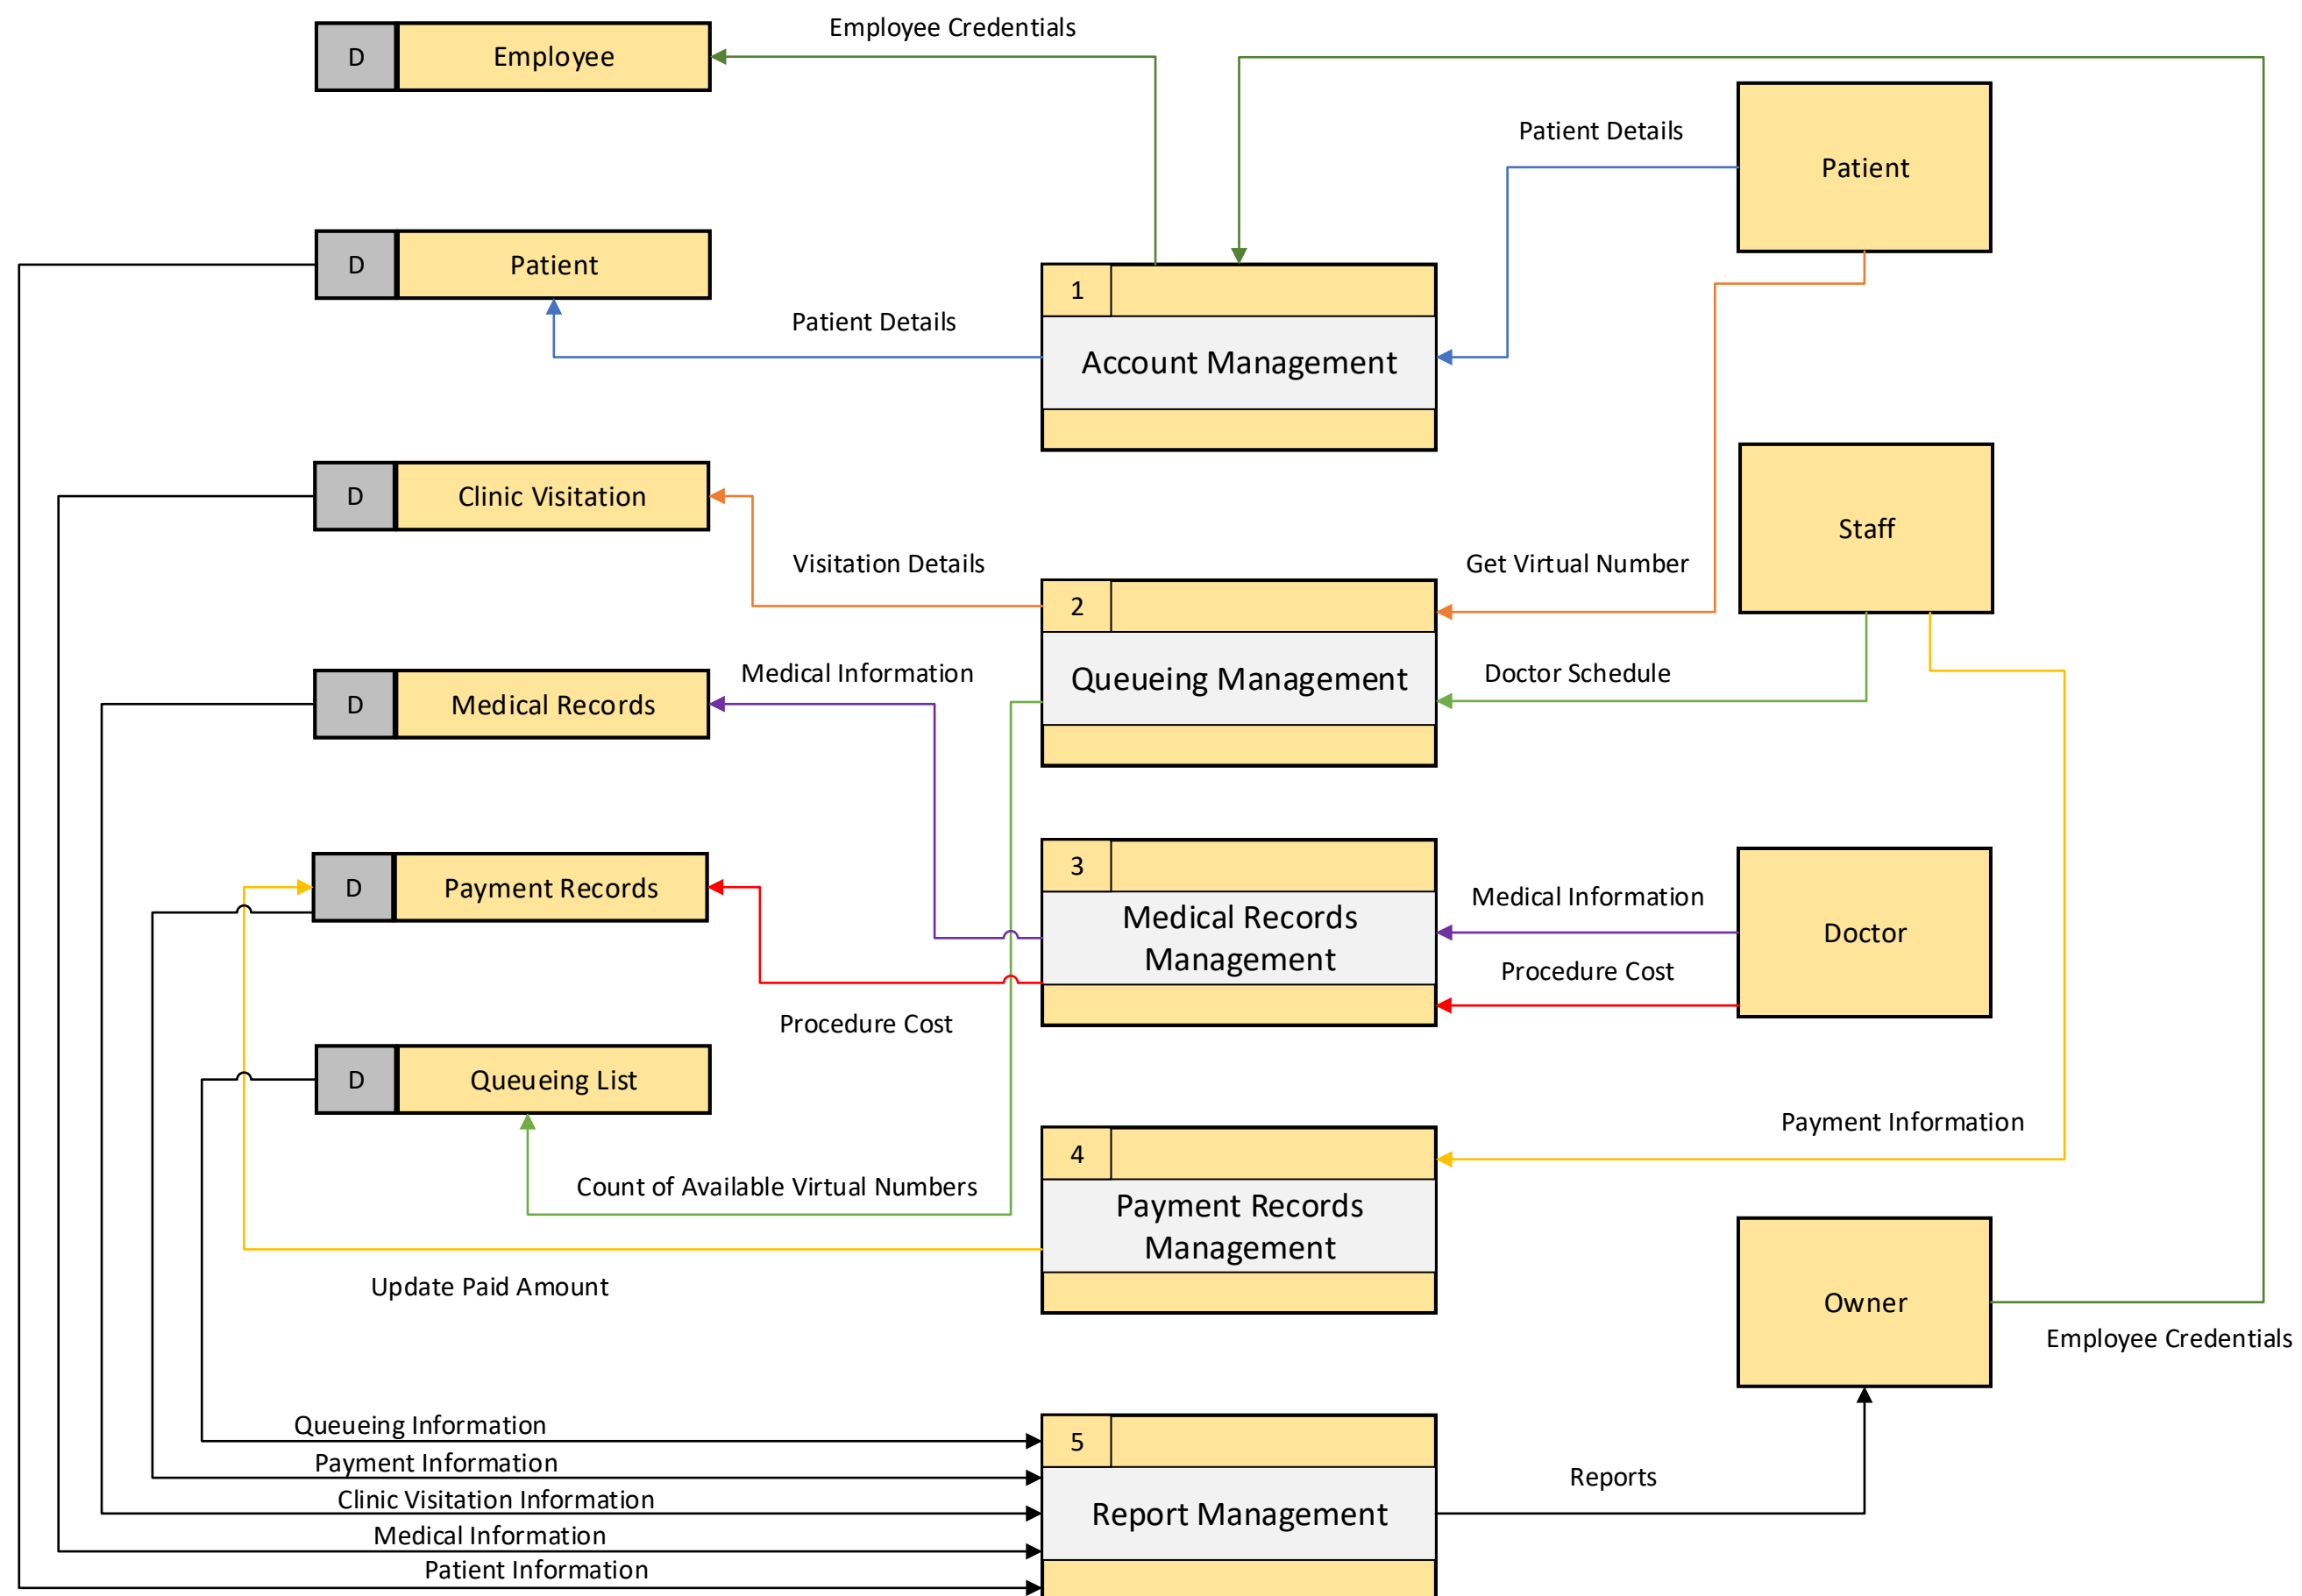 Employee Credentials
D
Employee
Patient Details
Patient
D
Patient
1
Patient Details
Account Management
D
Clinic Visitation
Staff
Visitation Details
Get Virtual Number
2
Medical Information
Queueing Management
Doctor Schedule
D
Medical Records
3
D
Payment Records
Medical Information
Medical Records
Management
Doctor
Procedure Cost
Procedure Cost
D
Queueing List
Payment Information
4
Count of Available Virtual Numbers
Payment Records
Management
Update Paid Amount
Owner
Employee Credentials
Queueing Information
5
Payment Information
Reports
Clinic Visitation Information
Report Management
Medical Information
Patient Information